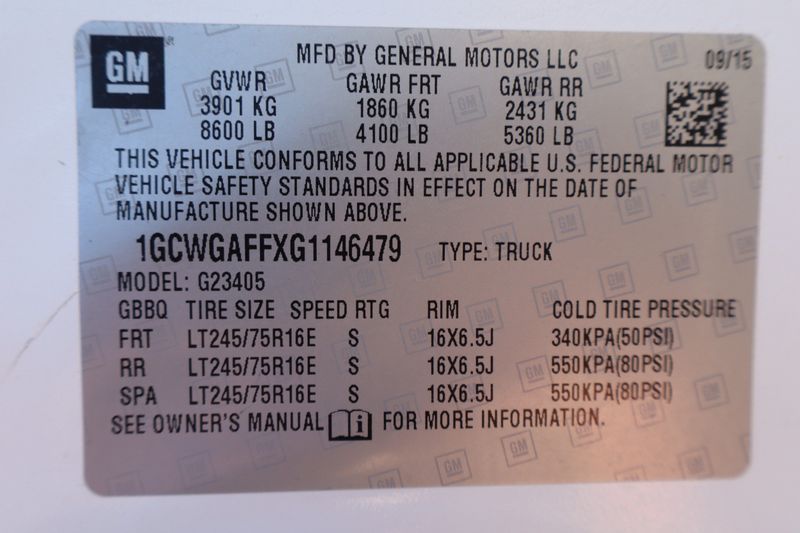 GM MFD BY GENERAL MOTORS LLC 09/15
GVWR GAWR FRT GAWR RR
3901 KG 1860 KG 2431 KG
8600 LB 4100 LB 5360 LB
THIS VEHICLE CONFORMS TO ALL APPLICABLE U.S. FEDERAL MOTOR
VEHICLE SAFETY STANDARDS IN EFFECT ON THE DATE OF
MANUFACTURE SHOWN ABOVE.
1GCWGAFFXG1146479 TYPE: TRUCK
MODEL: G23405
GBBQ TIRE SIZE SPEED RTG RIM COLD TIRE PRESSURE
FRT LT245/75R16E S 16X6.5J 340KPA(50PSI)
RR LT245/75R16E S 16X6.5J 550KPA(80PSI)
SPA LT245/75R16E S 16X6.5J 550KPA(80PSI)
SEE OWNER'S MANUAL FOR MORE INFORMATION.